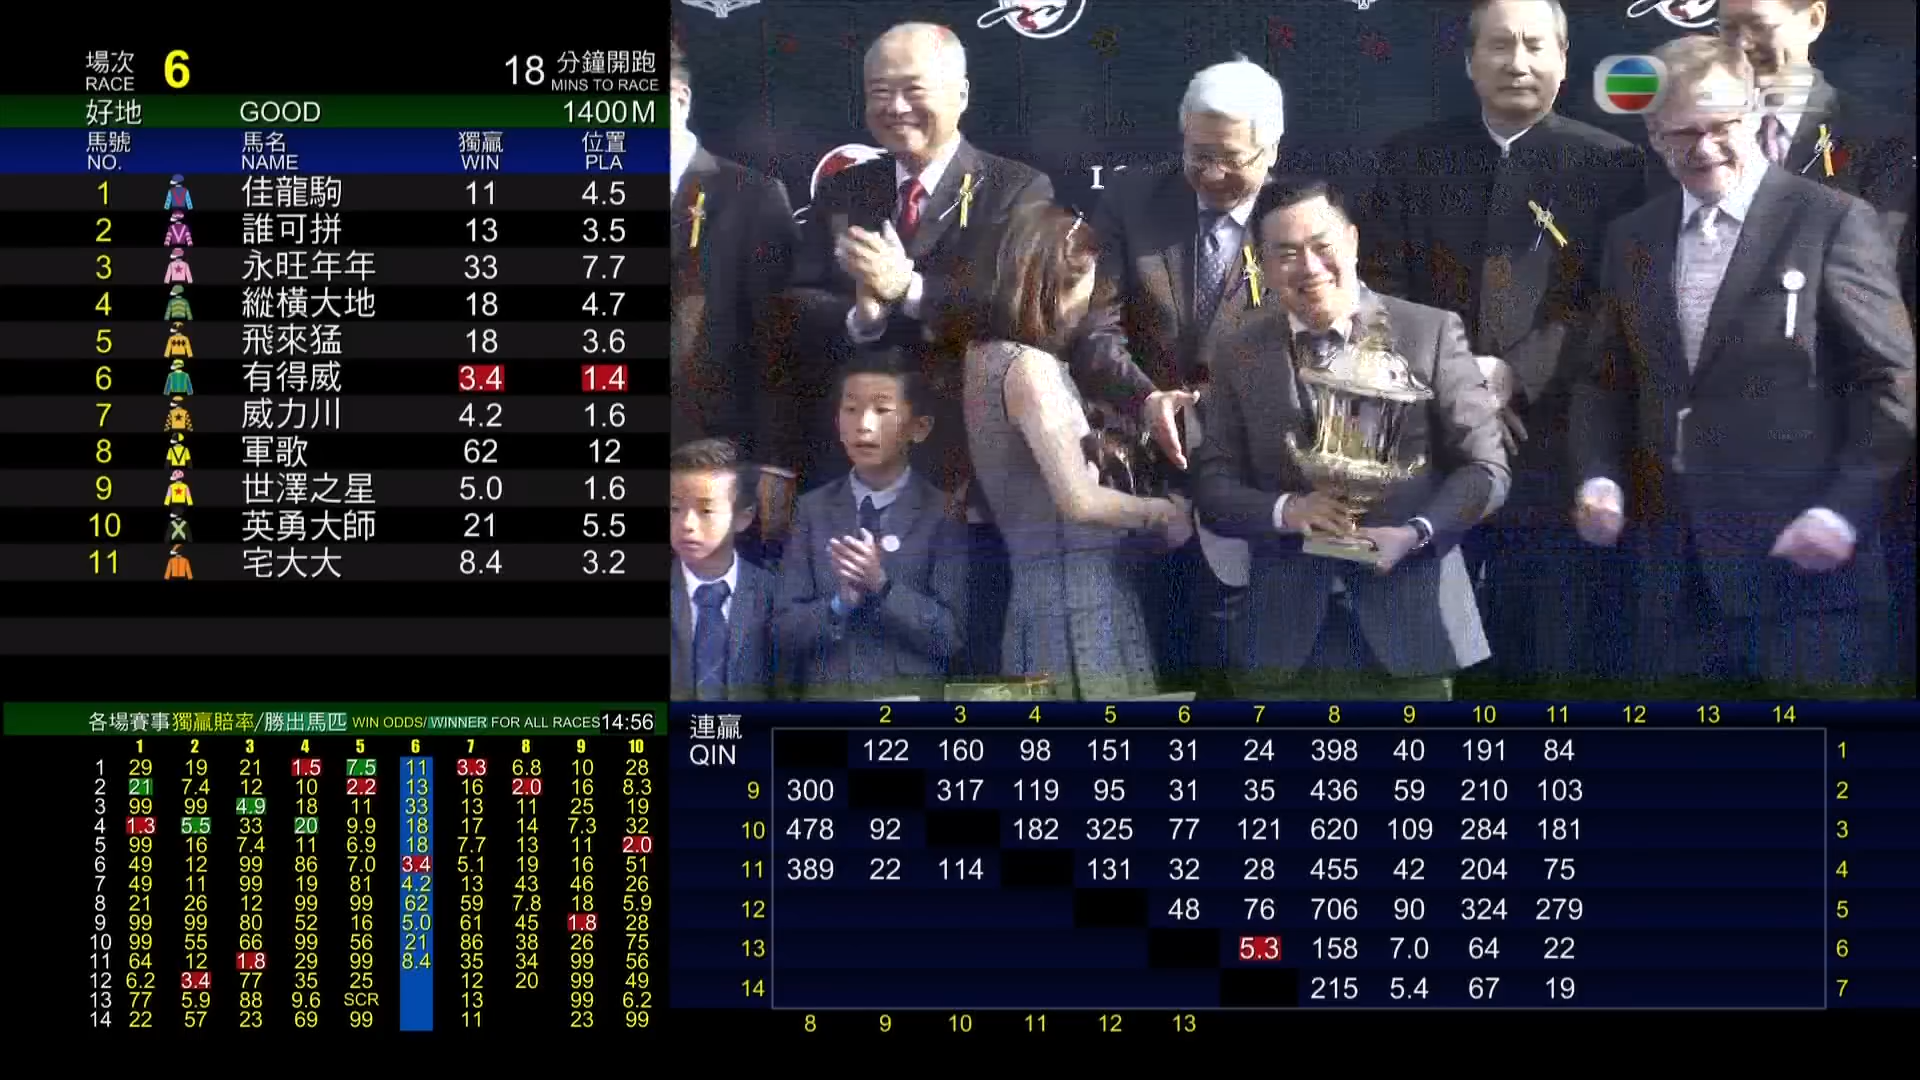 場次 6 18 分鐘開跑
RACE MINS TO RACE
好地 GOOD 1400M
馬號 馬名 獨贏 位置
NO. NAME WIN PLA
1 佳龍駒 11 4.5
2 誰可拼 13 3.5
3 永旺年年 33 7.7
4 縱橫大地 18 4.7
5 飛來猛 18 3.6
6 有得威 3.4 1.4
7 威力川 4.2 1.6
8 軍歌 62 12
9 世澤之星 5.0 1.6
10 英勇大師 21 5.5
11 宅大大 8.4 3.2
各場賽事獨贏賠率/勝出馬匹 WIN ODDS/WINNER FOR ALL RACES 14:56
1 2 3 4 5 6 7 8 9 10
1 29 19 21 1.5 7.5 11 3.3 6.8 10 28
2 21 7.4 12 10 2.2 13 16 2.0 16 8.3
3 99 99 4.9 18 11 33 13 11 25 19
4 1.3 5.5 33 20 9.9 18 17 14 7.3 32
5 99 16 7.4 11 6.9 18 7.7 13 11 2.0
6 49 12 99 86 7.0 3.4 5.1 19 16 51
7 49 11 99 19 81 4.2 13 43 46 26
8 21 26 12 99 99 62 59 7.8 18 5.9
9 99 99 80 52 16 5.0 61 45 1.8 28
10 99 55 66 99 56 21 86 38 26 75
11 64 12 1.8 29 99 8.4 35 34 99 56
12 6.2 3.4 77 35 25 12 20 99 49
13 77 5.9 88 9.6 SCR 13 99 6.2
14 22 57 23 69 99 11 23 99
連贏
QIN
2 3 4 5 6 7 8 9 10 11 12 13 14
122 160 98 151 31 24 398 40 191 84 1
9 300 317 119 95 31 35 436 59 210 103 2
10 478 92 182 325 77 121 620 109 284 181 3
11 389 22 114 131 32 28 455 42 204 75 4
12 48 76 706 90 324 279 5
13 5.3 158 7.0 64 22 6
14 215 5.4 67 19 7
8 9 10 11 12 13